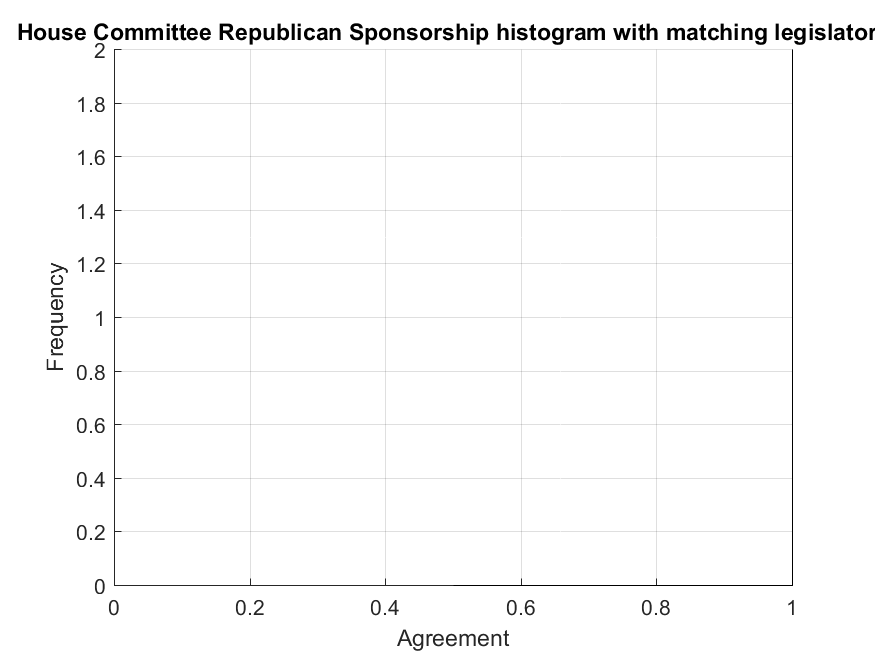 House Committee Republican Sponsorship histogram with matching legislator
2
1.8
1.6
1.4
1.2
1
0.8
0.6
0.4
0.2
0
Frequency
0 0.2 0.4 0.6 0.8 1
Agreement